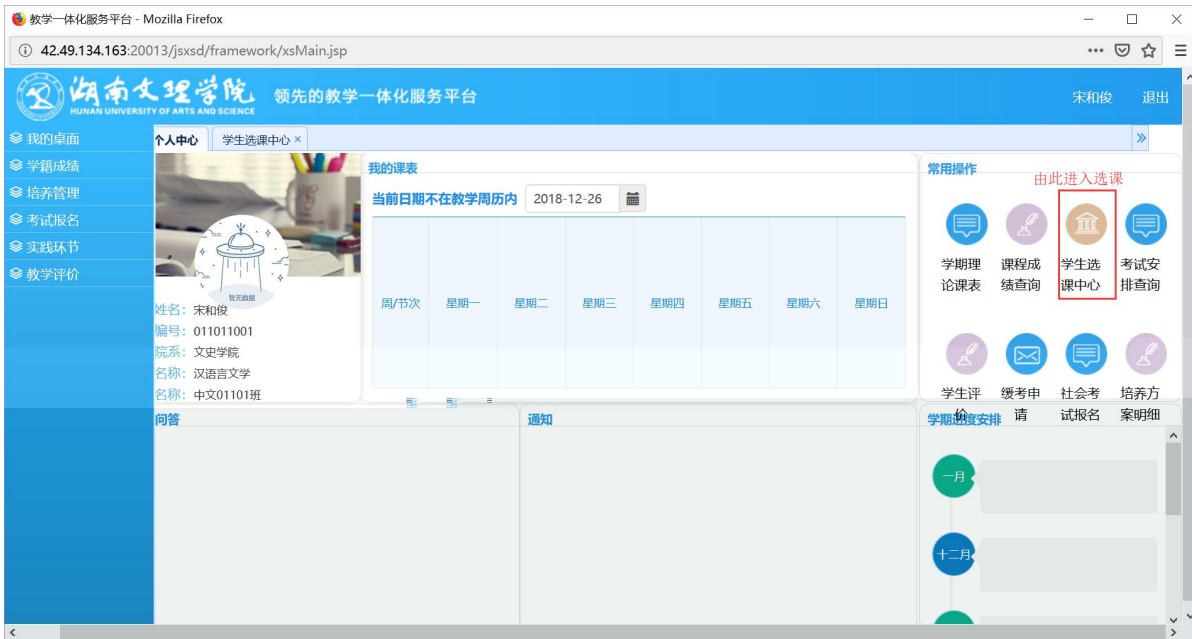 教学一体化服务平台 - Mozilla Firefox
42.49.134.163:20013/jsxsd/framework/xsMain.jsp
湖南文理学院
HUNAN UNIVERSITY OF ARTS AND SCIENCE
领先的教学一体化服务平台
宋和俊 退出
我的桌面
学籍成绩
培养管理
考试报名
实践环节
教学评价
个人中心 学生选课中心 ×
暂无数据
姓名: 宋和俊
编号: 011011001
院系: 文史学院
名称: 汉语言文学
名称: 中文01101班
我的课表
当前日期不在教学周历内 2018-12-26
周/节次 星期一 星期二 星期三 星期四 星期五 星期六 星期日
常用操作
由此进入选课
学期理论课表
课程成绩查询
学生选课中心
考试安排查询
学生评价
缓考申请
社会考试报名
培养方案明细
问答
通知
学期进度安排
一月
十二月